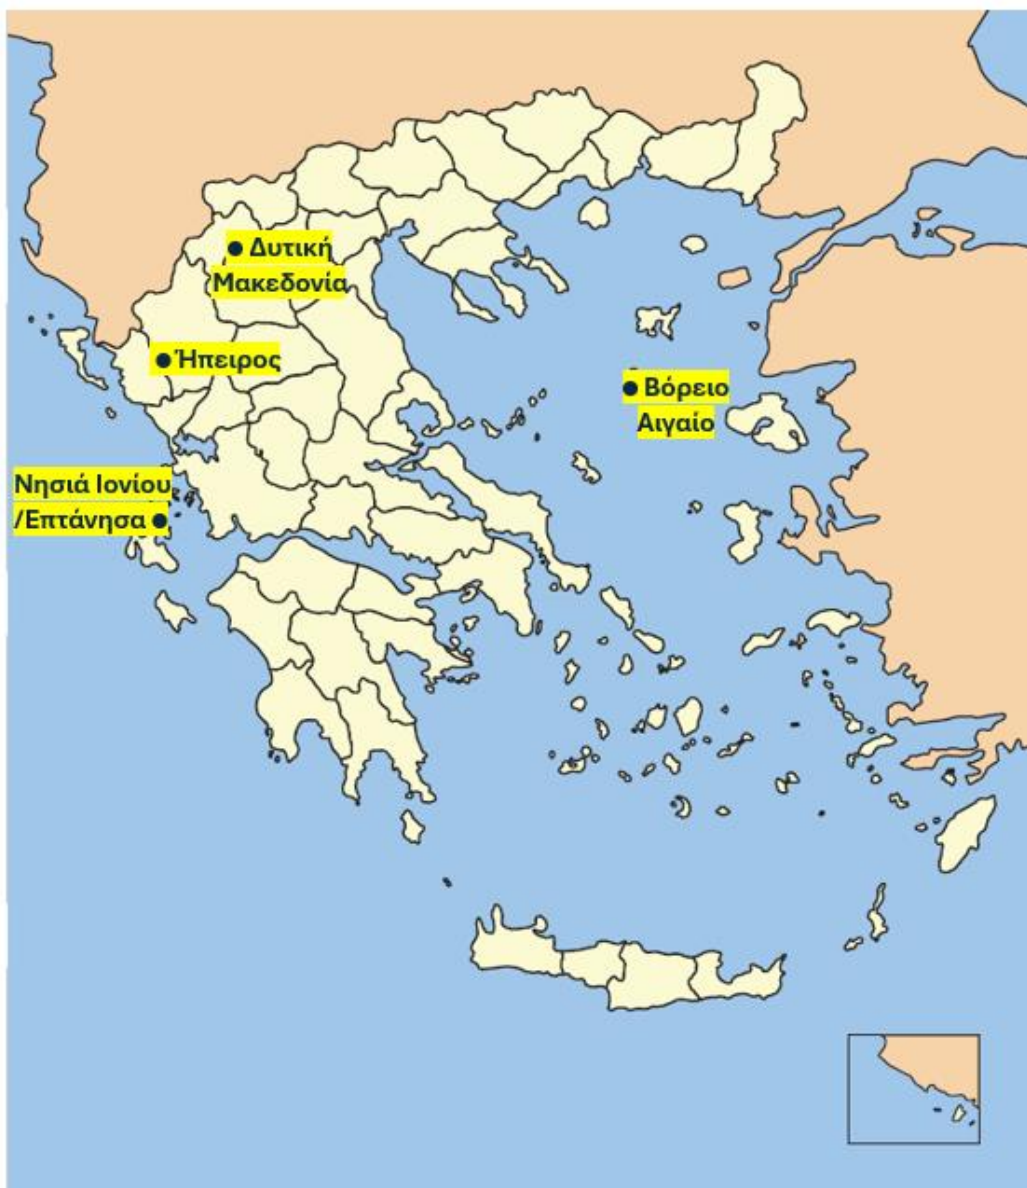 ● Δυτική
Μακεδονία
● Ήπειρος
● Βόρειο
Αιγαίο
Νησιά Ιονίου
/Επτάνησα ●